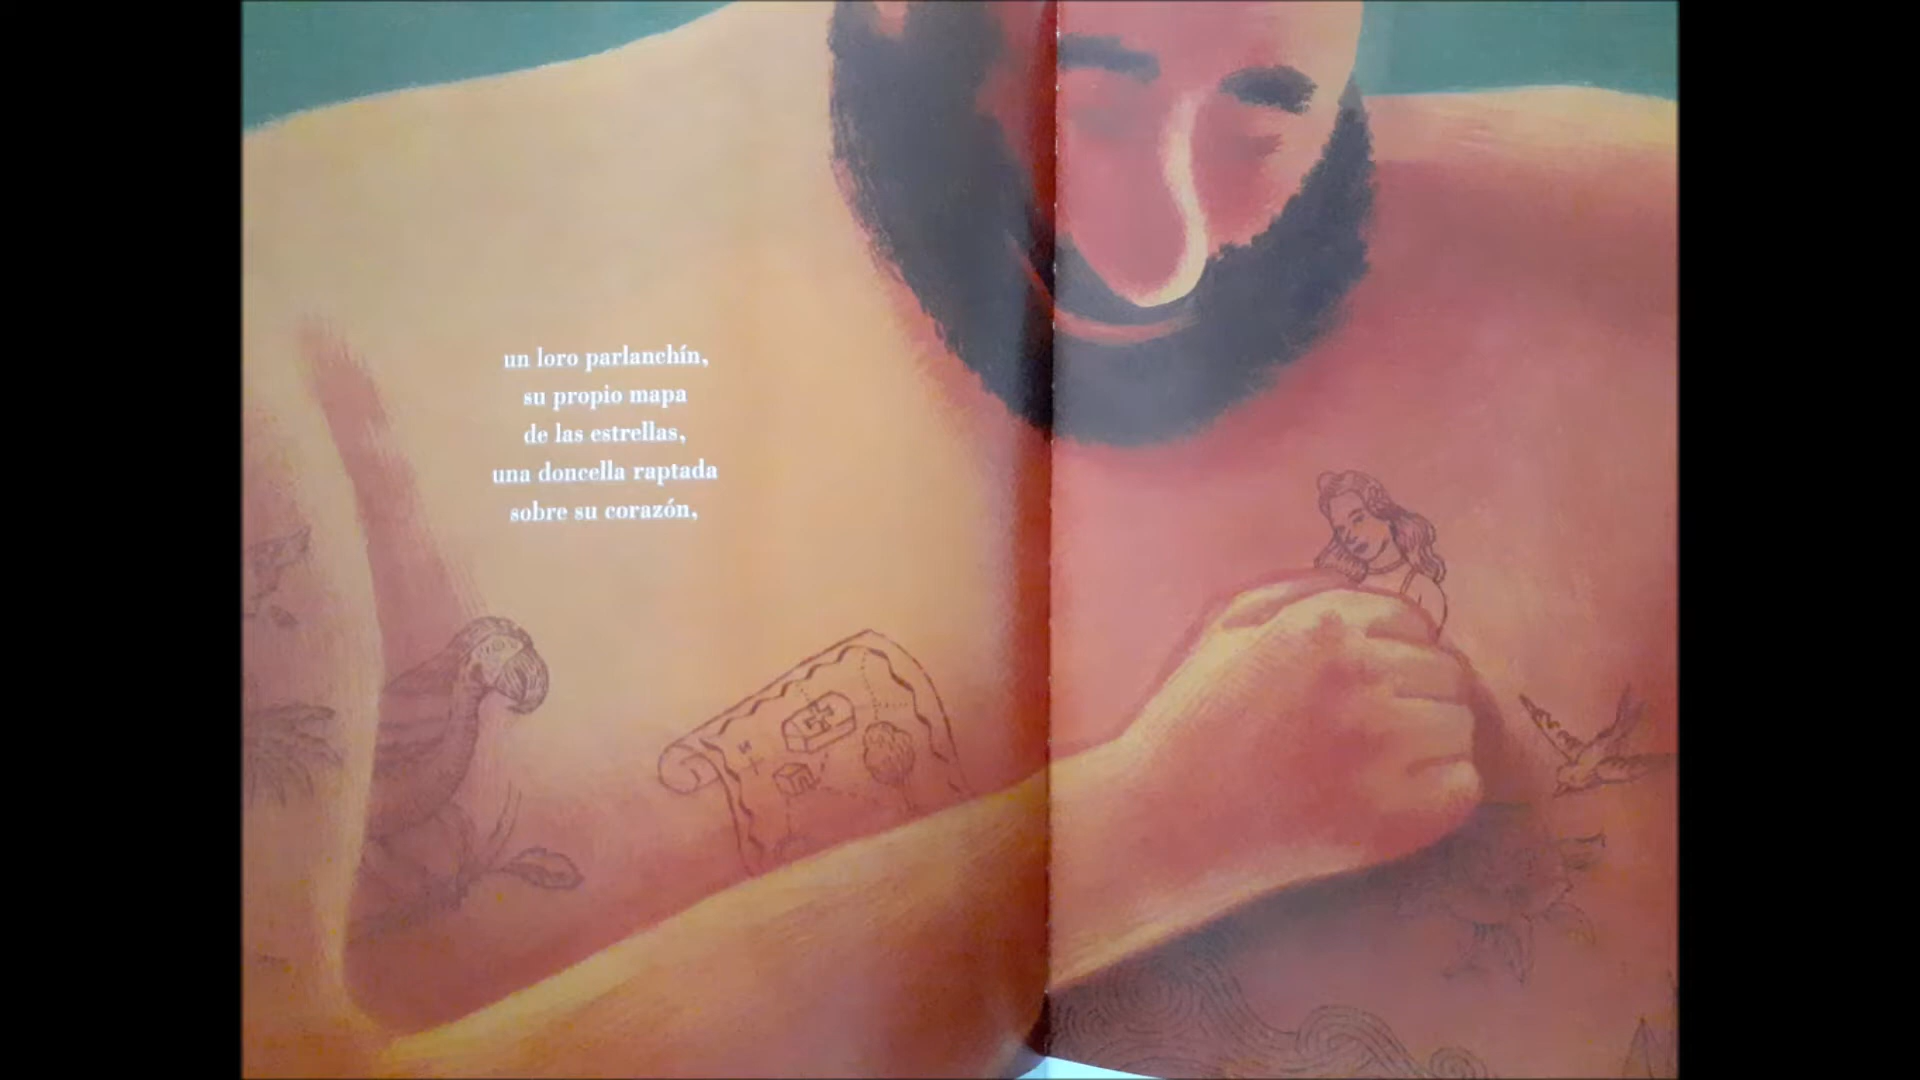 un loro parlanchín,
su propio mapa
de las estrellas,
una doncella raptada
sobre su corazón,